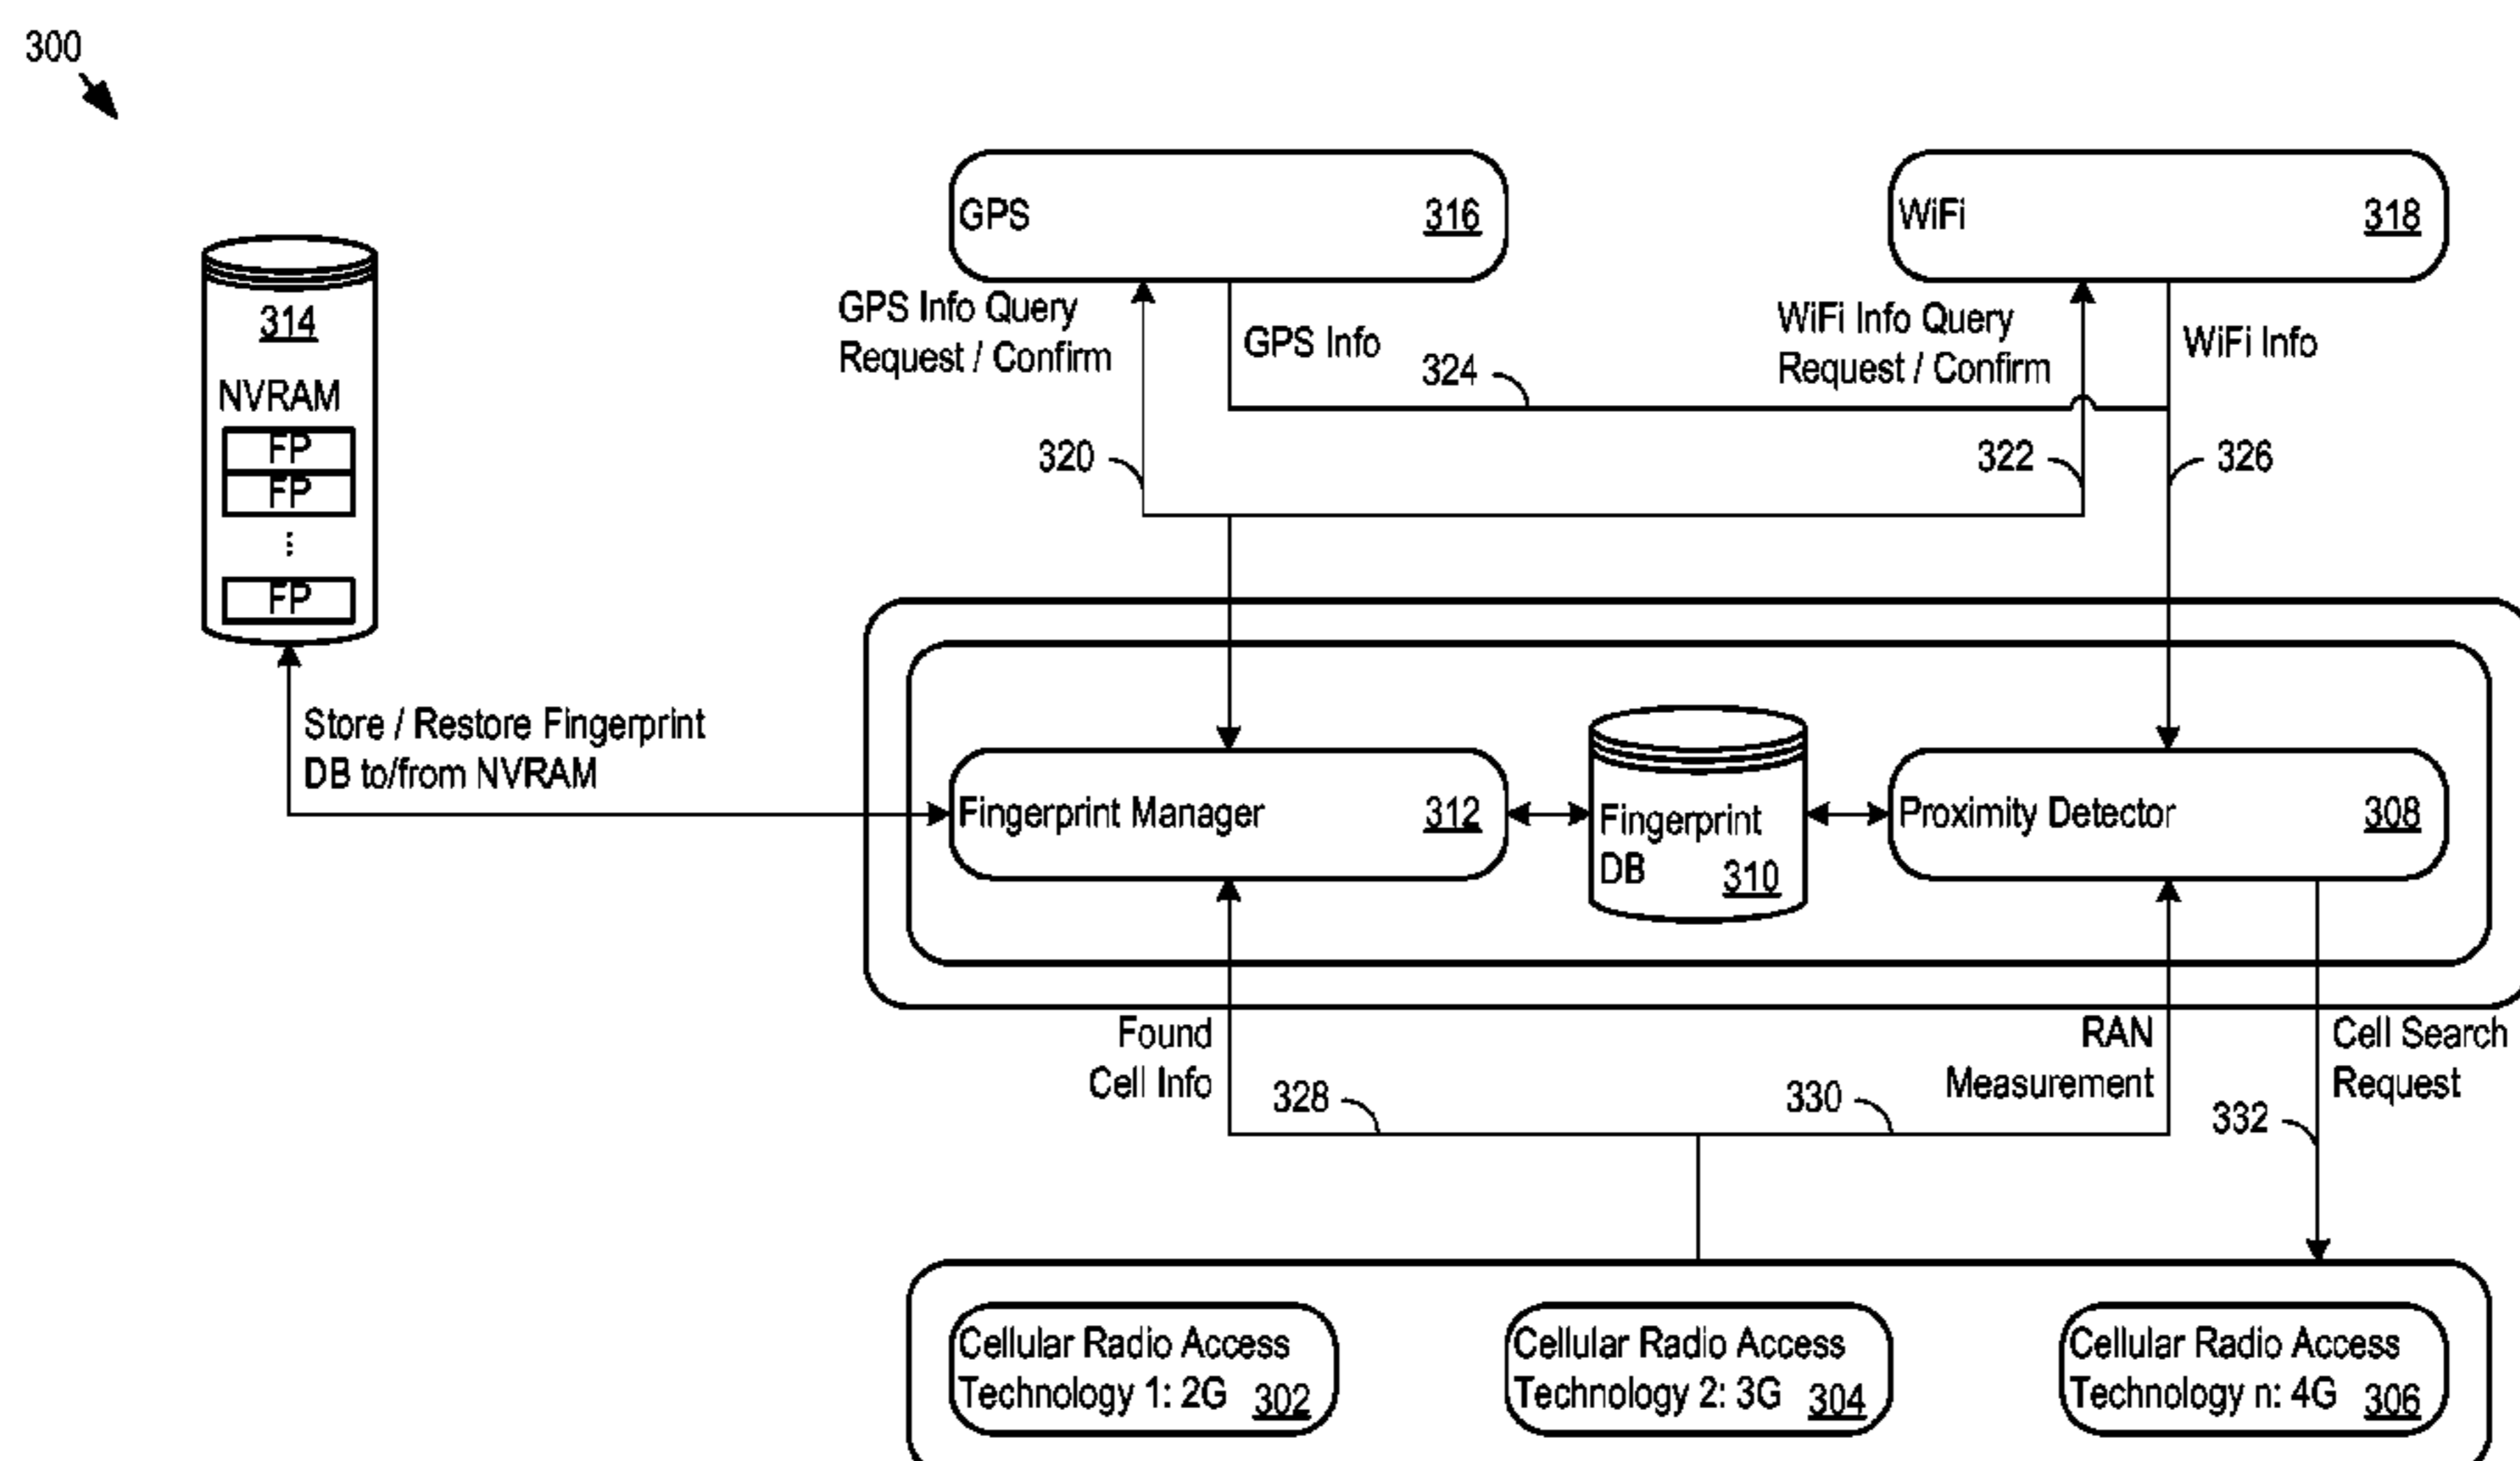 300
GPS 316
WiFi 318
314
NVRAM
FP
FP
...
FP
GPS Info Query
Request / Confirm
GPS Info
324
WiFi Info Query
Request / Confirm
WiFi Info
320
322
326
Store / Restore Fingerprint
DB to/from NVRAM
Fingerprint Manager 312
Fingerprint
DB 310
Proximity Detector 308
Found
Cell Info
328
330
RAN
Measurement
Cell Search
Request
332
Cellular Radio Access
Technology 1: 2G 302
Cellular Radio Access
Technology 2: 3G 304
Cellular Radio Access
Technology n: 4G 306